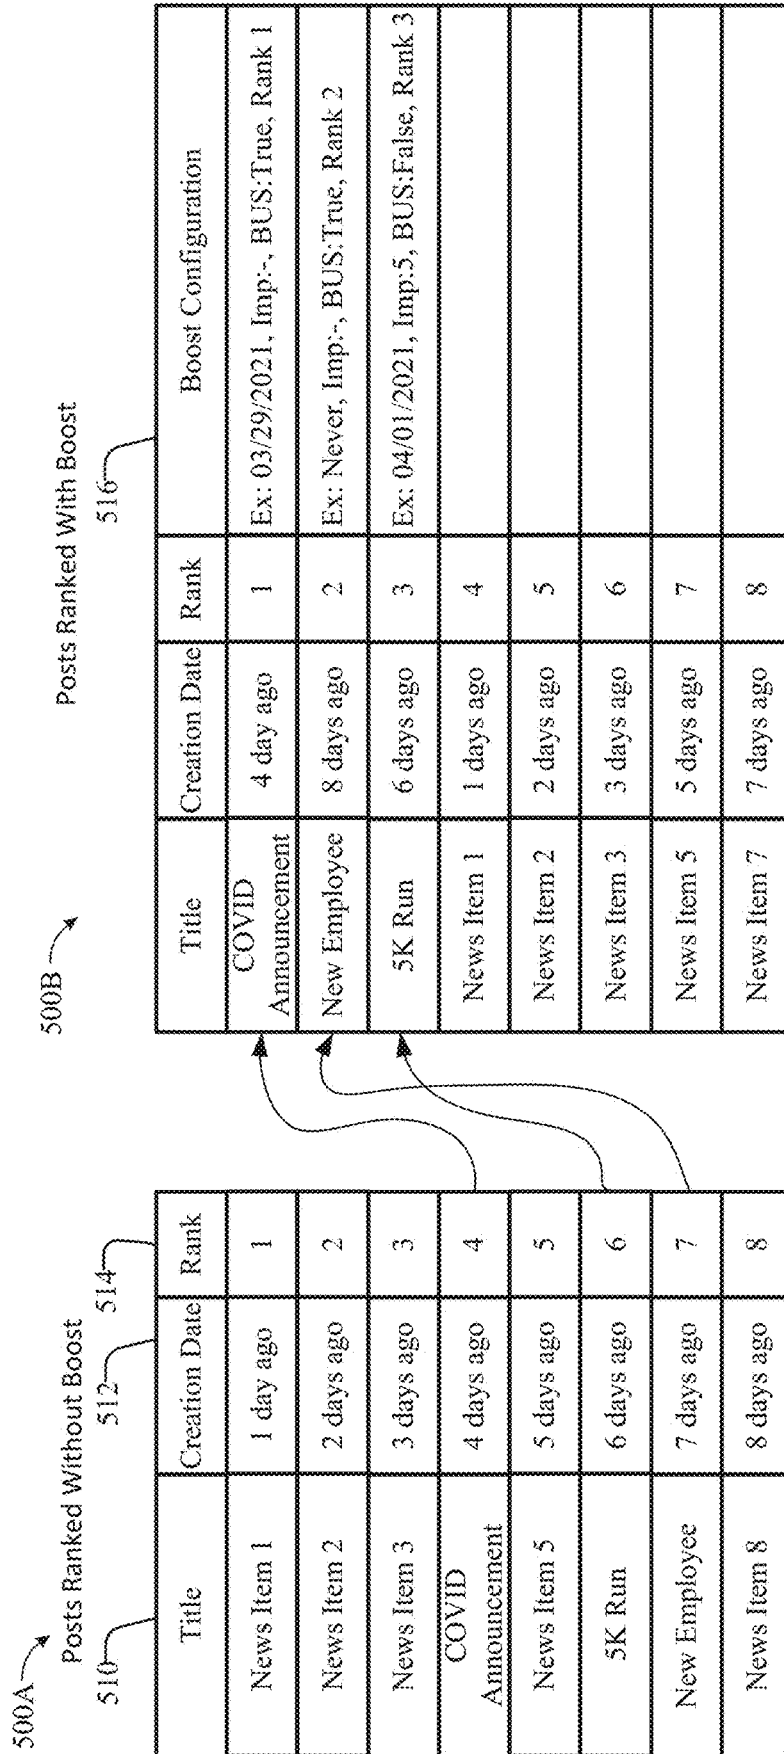 500A
Posts Ranked Without Boost
510
512
514
Title Creation Date Rank
News Item 1 1 day ago 1
News Item 2 2 days ago 2
News Item 3 3 days ago 3
COVID
Announcement 4 days ago 4
News Item 5 5 days ago 5
5K Run 6 days ago 6
New Employee 7 days ago 7
News Item 8 8 days ago 8
500B
Posts Ranked With Boost
516
Title Creation Date Rank Boost Configuration
COVID
Announcement 4 day ago 1 Ex: 03/29/2021, Imp:-, BUS:True, Rank 1
New Employee 8 days ago 2 Ex: Never, Imp:-, BUS:True, Rank 2
5K Run 6 days ago 3 Ex: 04/01/2021, Imp:5, BUS:False, Rank 3
News Item 1 1 days ago 4
News Item 2 2 days ago 5
News Item 3 3 days ago 6
News Item 5 5 days ago 7
News Item 7 7 days ago 8